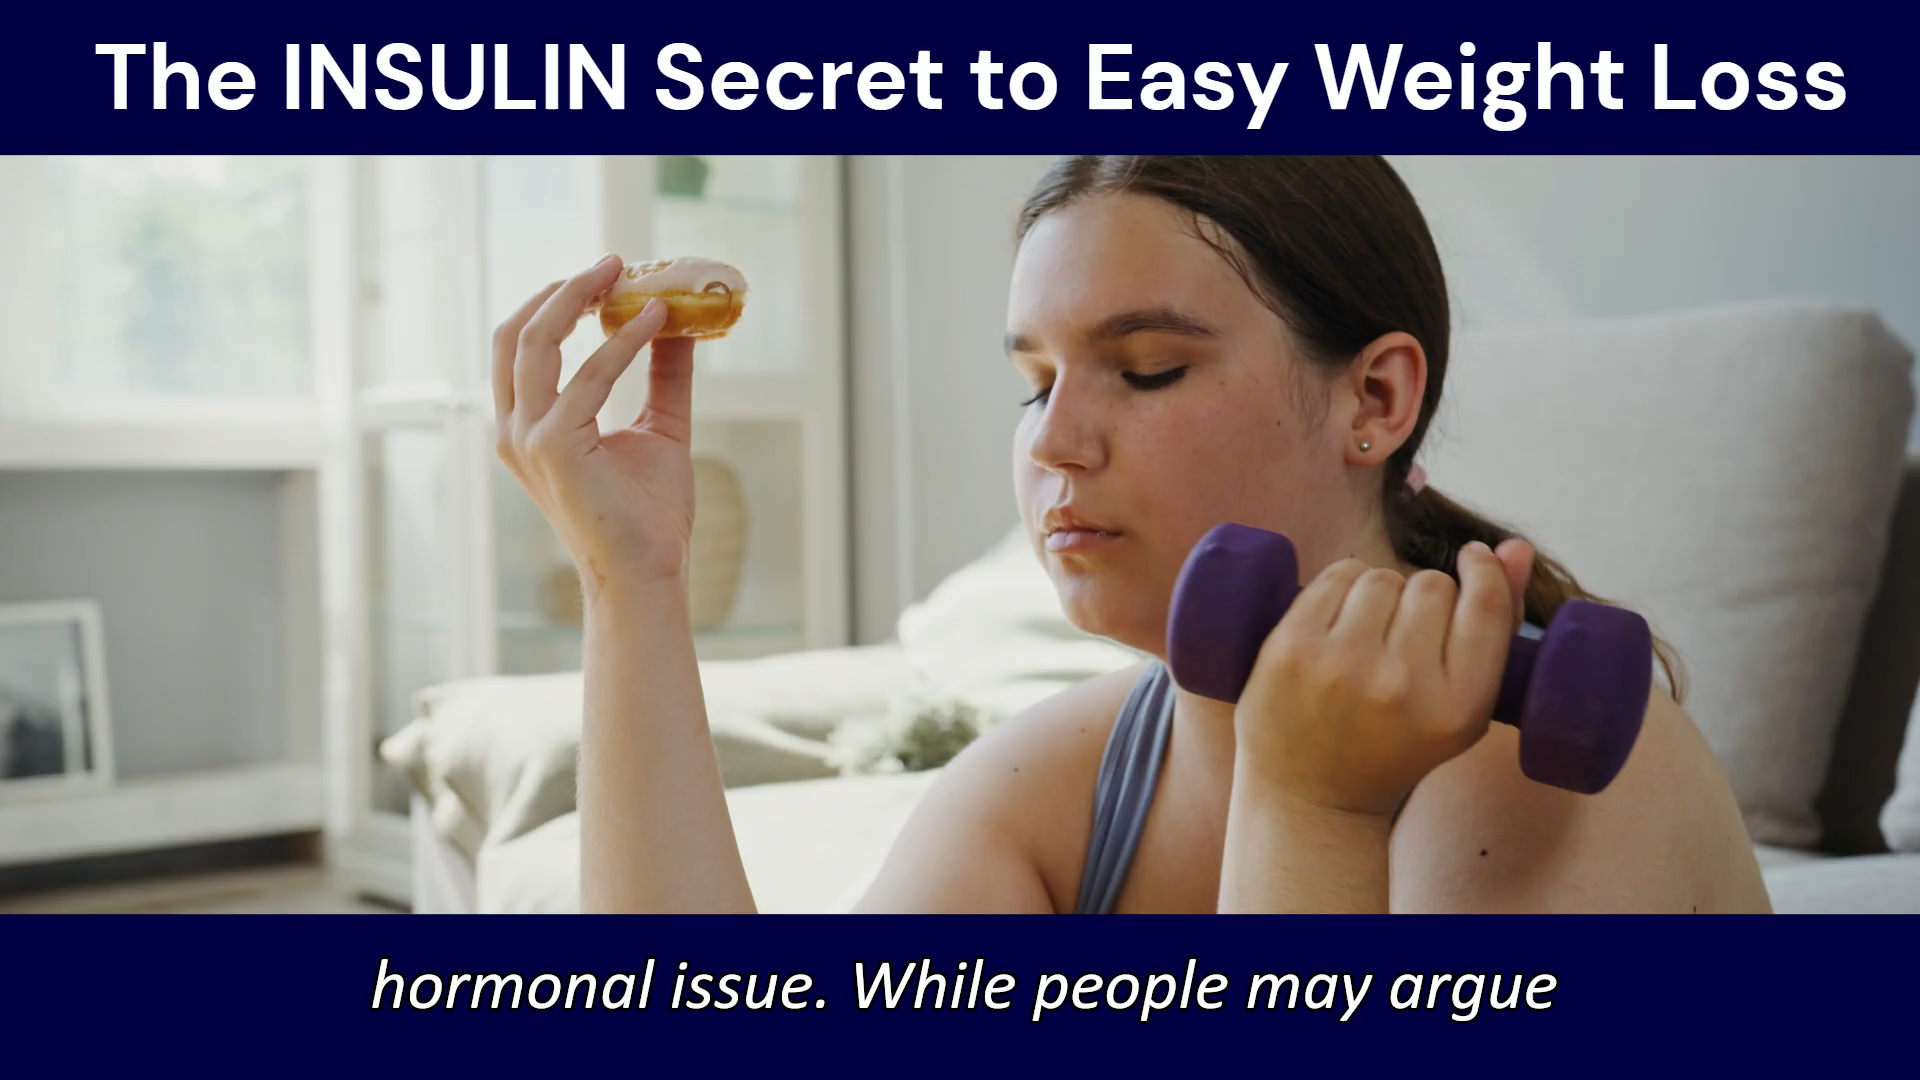 The INSULIN Secret to Easy Weight Loss
hormonal issue. While people may argue